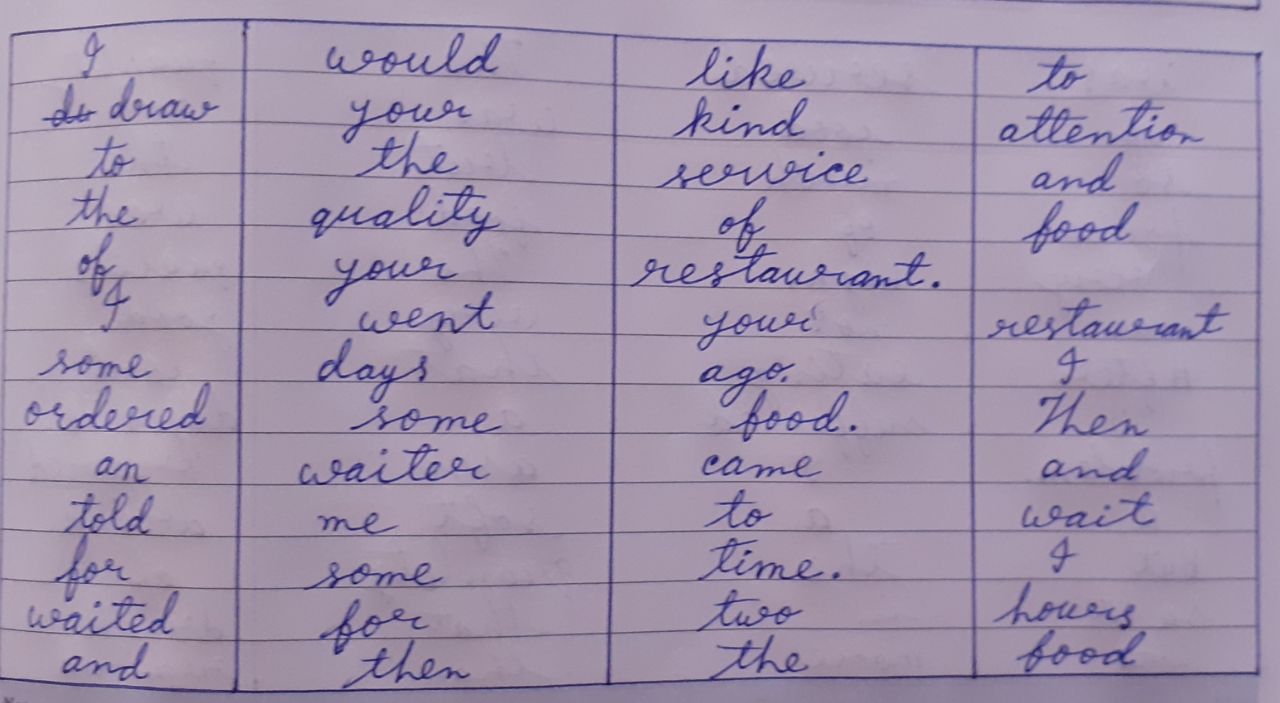 I would like to
du draw your kind attention
to the service and
the quality of food
of your restaurant.
I went your restaurant
some days ago. I
ordered some food. Then
an waiter came and
told me to wait
for some time. I
waited for two hours
and then the food